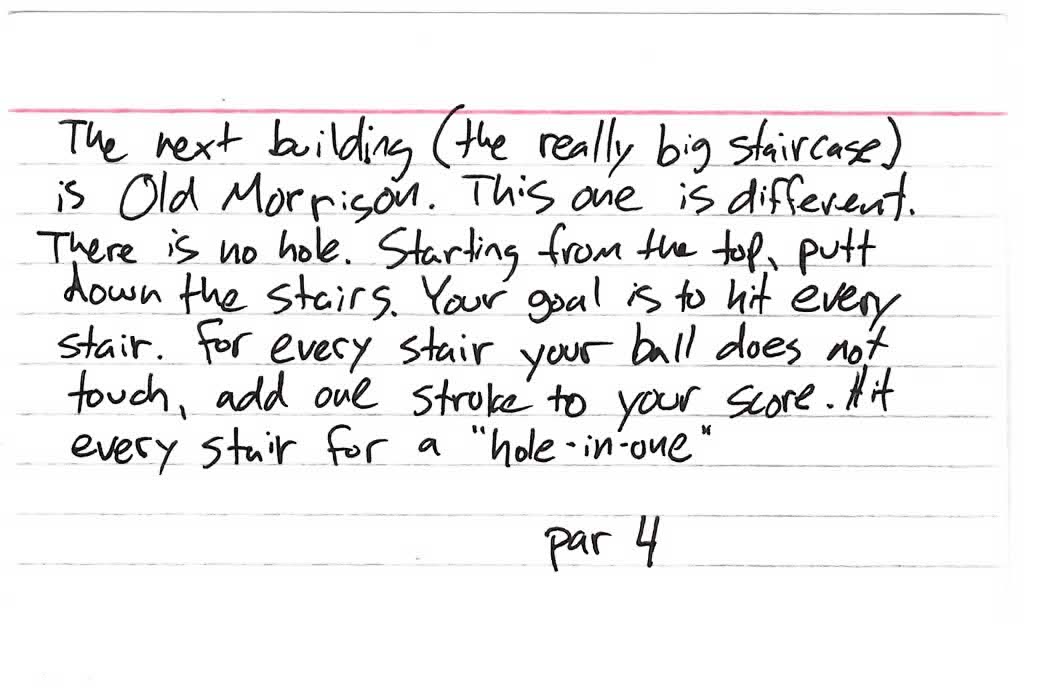 The next building (the really big staircase)
is Old Morrison. This one is different.
There is no hole. Starting from the top, putt
down the stairs. Your goal is to hit every
stair. For every stair your ball does not
touch, add one stroke to your score. Hit
every stair for a "hole-in-one"
par 4